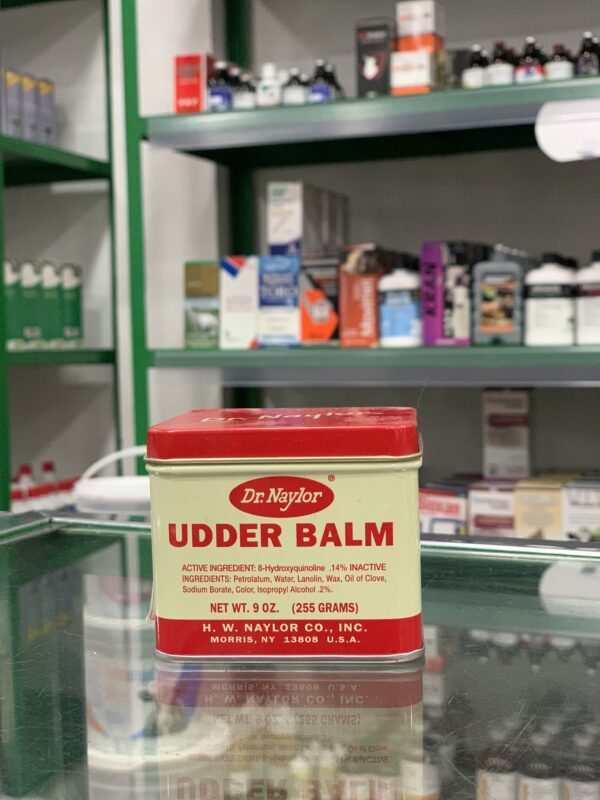 Dr. Naylor
Dr. Naylor ®
UDDER BALM
ACTIVE INGREDIENT: 8-Hydroxyquinoline .14% INACTIVE
INGREDIENTS: Petrolatum, Water, Lanolin, Wax, Oil of Clove,
Sodium Borate, Color, Isopropyl Alcohol .2%.
NET WT. 9 OZ. (255 GRAMS)
H. W. NAYLOR CO., INC.
MORRIS, NY 13808 U.S.A.